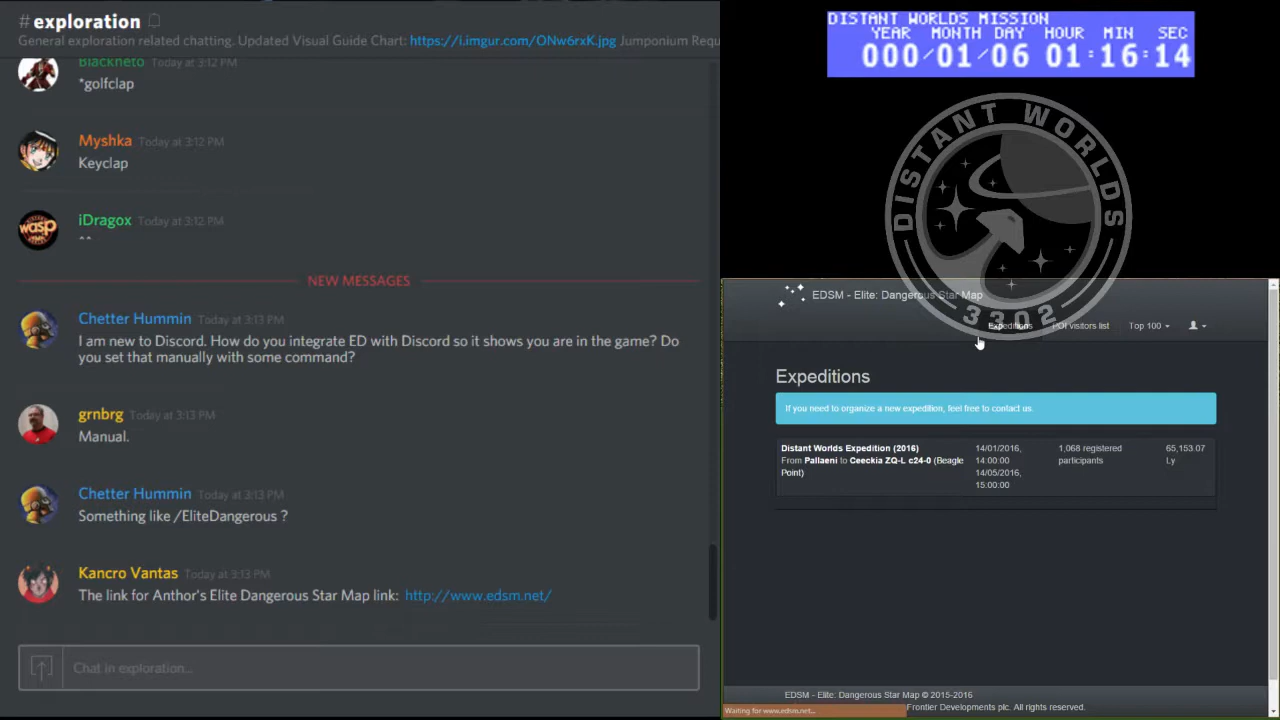 # exploration
General exploration related chatting. Updated Visual Guide Chart: https://i.imgur.com/ONw6rxK.jpg Jumponium Requ
Blackneto Today at 3:12 PM
*golfclap
Myshka Today at 3:12 PM
Keyclap
wasp
iDragox Today at 3:12 PM
^^
NEW MESSAGES
Chetter Hummin Today at 3:13 PM
I am new to Discord. How do you integrate ED with Discord so it shows you are in the game? Do
you set that manually with some command?
grnbrg Today at 3:13 PM
Manual.
Chetter Hummin Today at 3:13 PM
Something like /EliteDangerous ?
Kancro Vantas Today at 3:13 PM
The link for Anthor's Elite Dangerous Star Map link: http://www.edsm.net/
Chat in exploration...
DISTANT WORLDS MISSION
YEAR MONTH DAY HOUR MIN SEC
000/01/06 01:16:14
DISTANT WORLDS
3302
EDSM - Elite: Dangerous Star Map
Expeditions POI visitors list Top 100
Expeditions
If you need to organize a new expedition, feel free to contact us.
Distant Worlds Expedition (2016) 14/01/2016, 1,068 registered 65,153.07
From Pallaeni to Ceeckia ZQ-L c24-0 (Beagle 14:00:00 participants Ly
Point) 14/05/2016,
15:00:00
EDSM - Elite: Dangerous Star Map © 2015-2016
Waiting for www.edsm.net... Frontier Developments plc. All rights reserved.